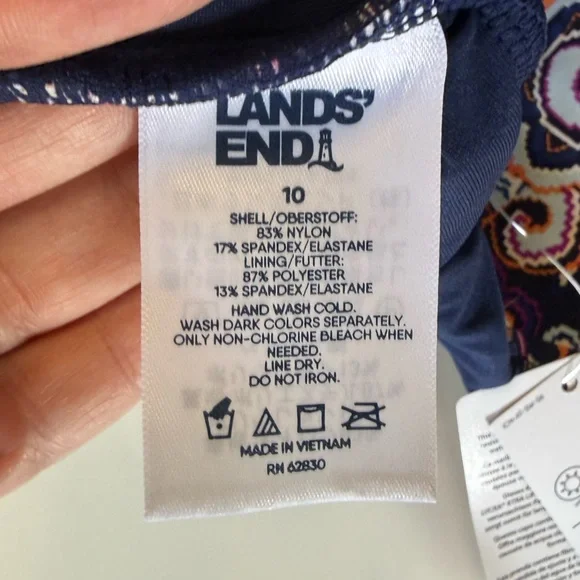 LANDS'
END
10
SHELL/OBERSTOFF:
83% NYLON
17% SPANDEX/ELASTANE
LINING/FUTTER:
87% POLYESTER
13% SPANDEX/ELASTANE
HAND WASH COLD.
WASH DARK COLORS SEPARATELY.
ONLY NON-CHLORINE BLEACH WHEN
NEEDED.
LINE DRY.
DO NOT IRON.
MADE IN VIETNAM
RN 62830